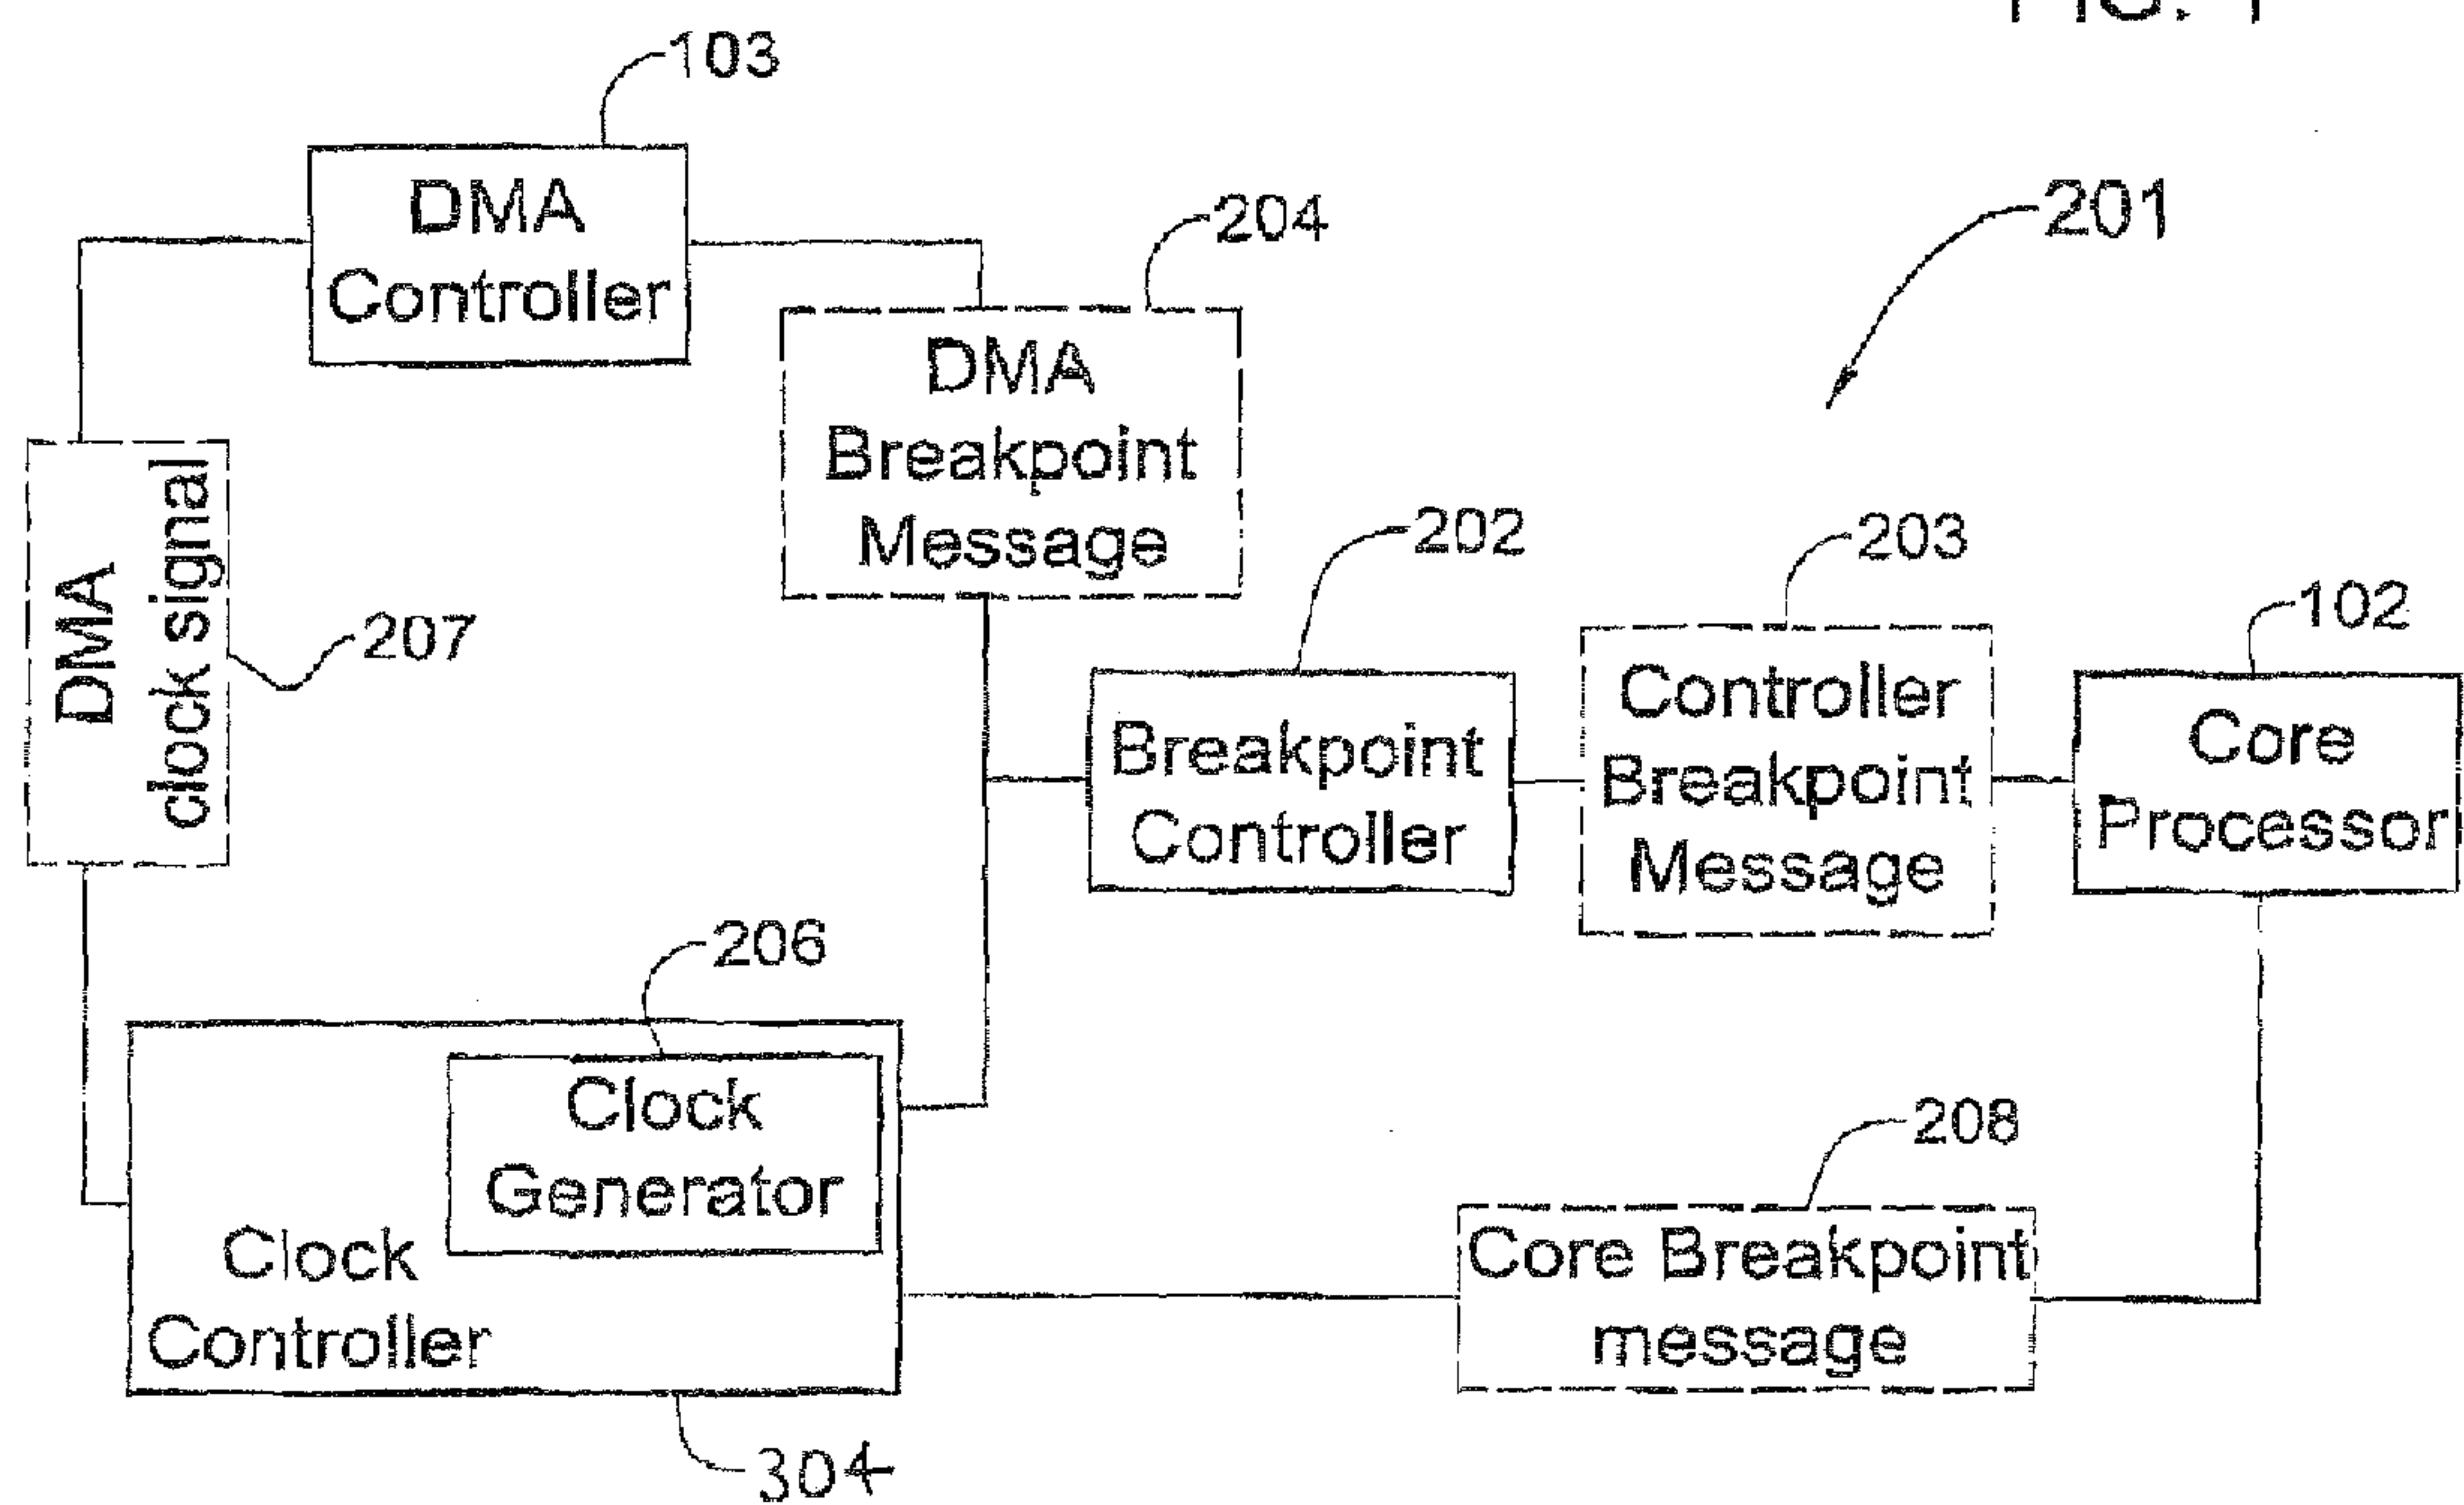 103
DMA
Controller
204
DMA
Breakpoint
Message
201
DMA
clock signal
207
202
Breakpoint
Controller
203
Controller
Breakpoint
Message
102
Core
Processor
206
Clock
Generator
Clock
Controller
304
208
Core Breakpoint
message